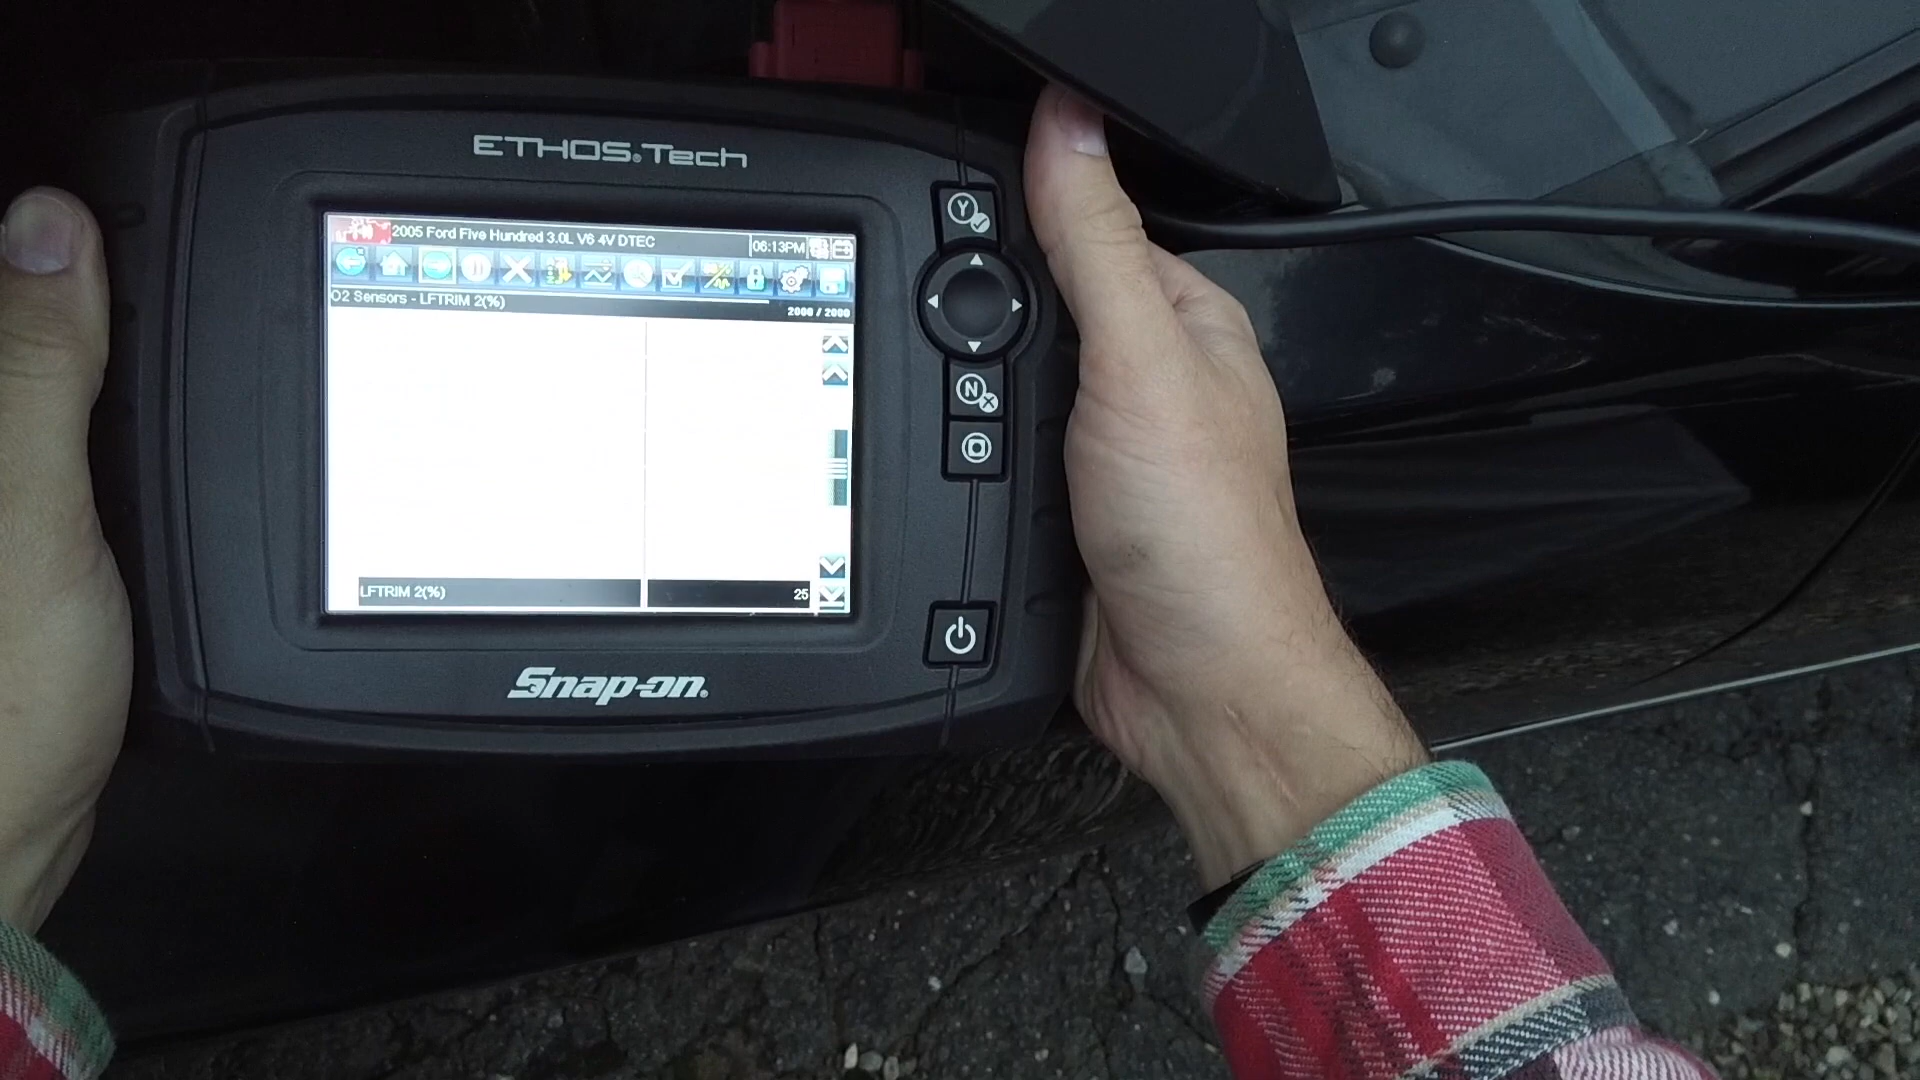 ETHOS®Tech
2005 Ford Five Hundred 3.0L V6 4V DTEC
06:13PM
O2 Sensors - LFTRIM 2(%)
2000 / 2000
LFTRIM 2(%)
25
Y
N
Snap-on®